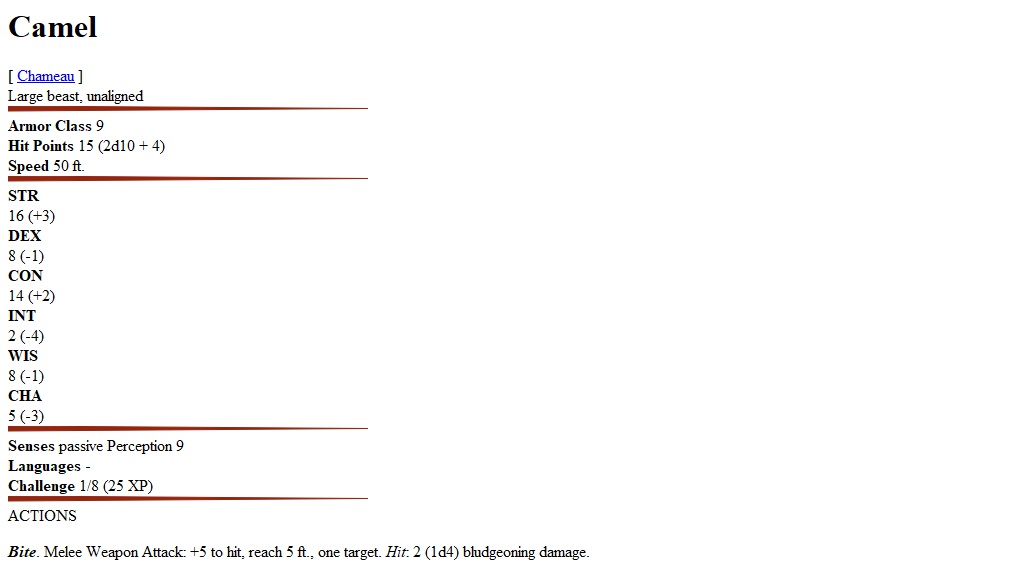 Camel
[ Chameau ]
Large beast, unaligned
Armor Class 9
Hit Points 15 (2d10 + 4)
Speed 50 ft.
STR
16 (+3)
DEX
8 (-1)
CON
14 (+2)
INT
2 (-4)
WIS
8 (-1)
CHA
5 (-3)
Senses passive Perception 9
Languages -
Challenge 1/8 (25 XP)
ACTIONS
Bite. Melee Weapon Attack: +5 to hit, reach 5 ft., one target. Hit: 2 (1d4) bludgeoning damage.